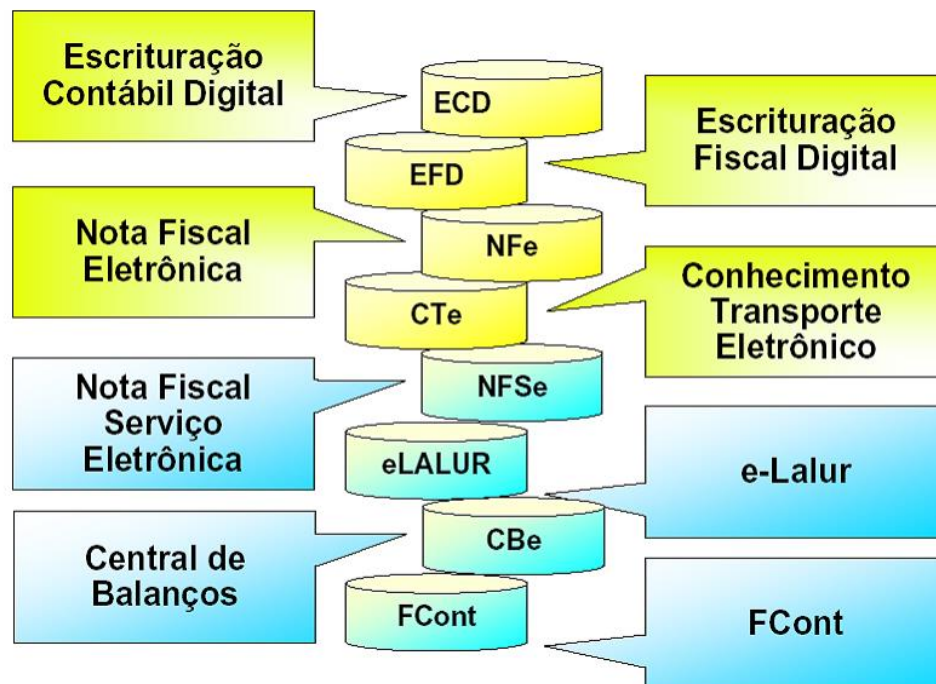 Escrituração
Contábil Digital
ECD
Escrituração
Fiscal Digital
EFD
Nota Fiscal
Eletrônica
NFe
Conhecimento
Transporte
Eletrônico
CTe
Nota Fiscal
Serviço
Eletrônica
NFSe
eLALUR
e-Lalur
Central de
Balanços
CBe
FCont
FCont